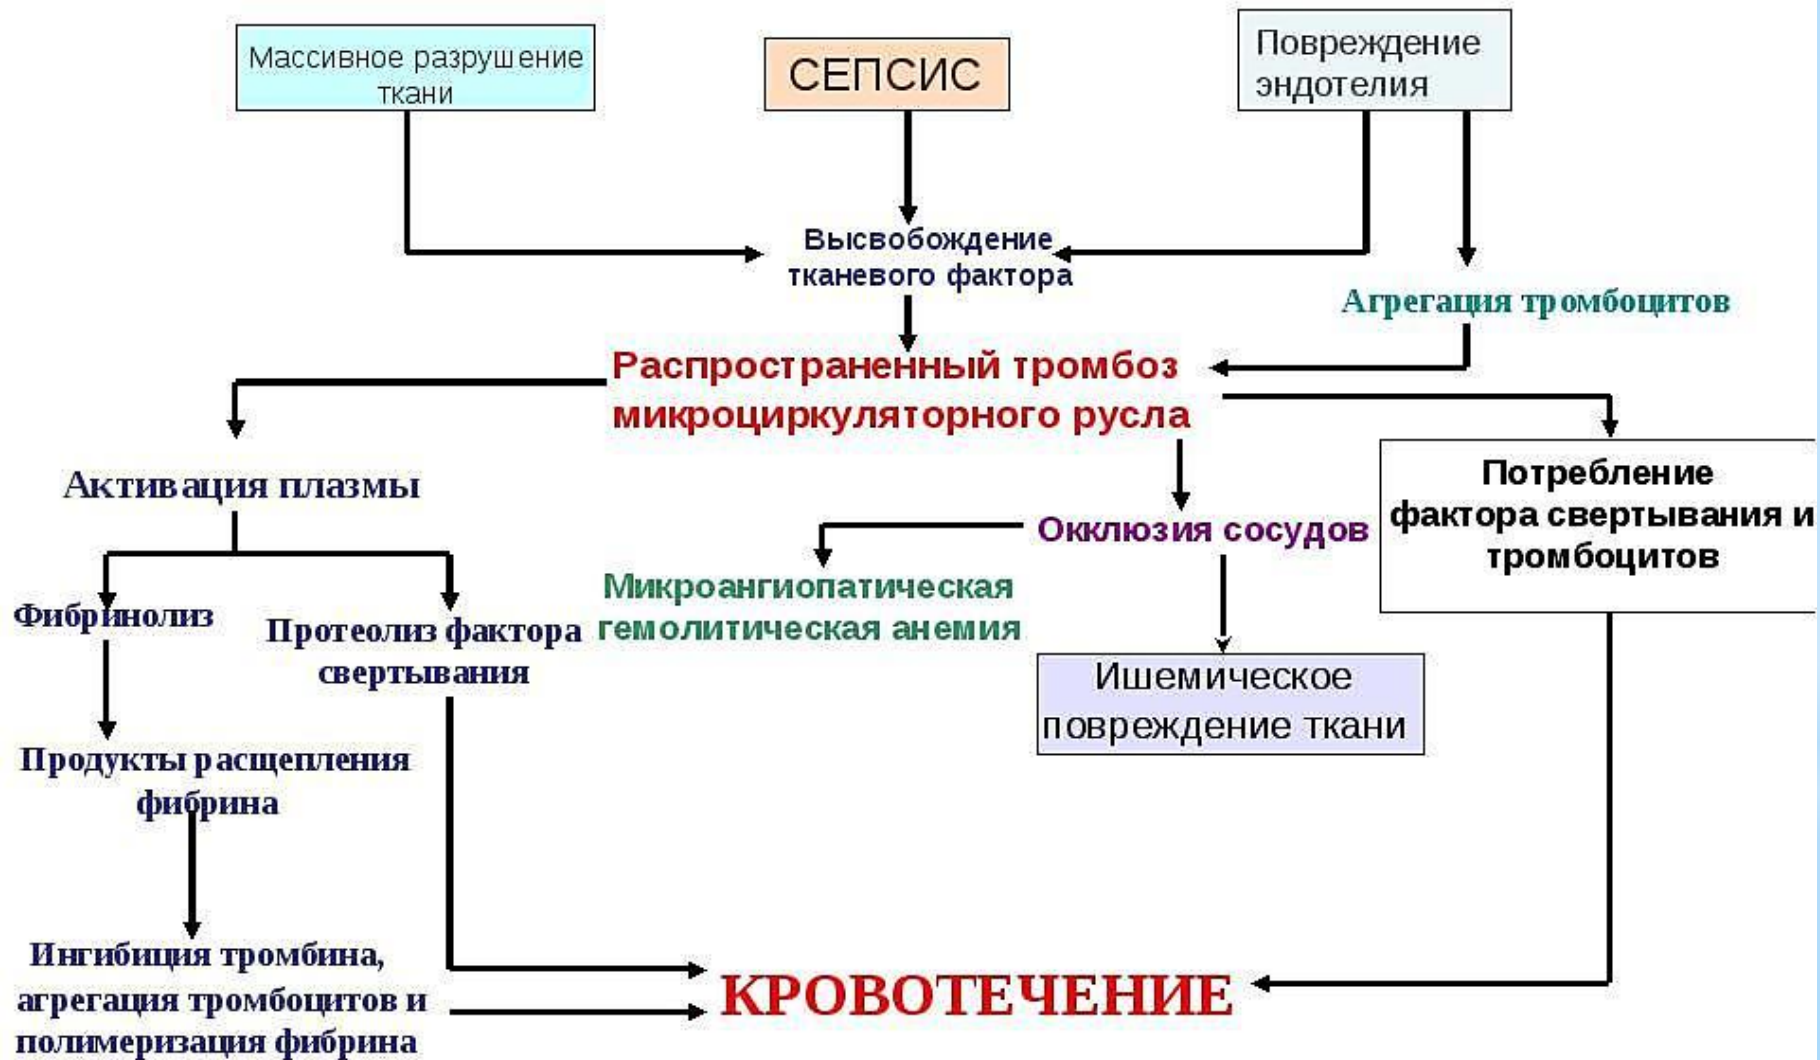 Массивное разрушение
ткани
СЕПСИС
Повреждение
эндотелия
Высвобождение
тканевого фактора
Агрегация тромбоцитов
Распространенный тромбоз
микроциркуляторного русла
Активация плазмы
Окклюзия сосудов
Потребление
фактора свертывания и
тромбоцитов
Микроангиопатическая
гемолитическая анемия
Фибринолиз
Протеолиз фактора
свертывания
Ишемическое
повреждение ткани
Продукты расщепления
фибрина
Ингибиция тромбина,
агрегация тромбоцитов и
полимеризация фибрина
КРОВОТЕЧЕНИЕ